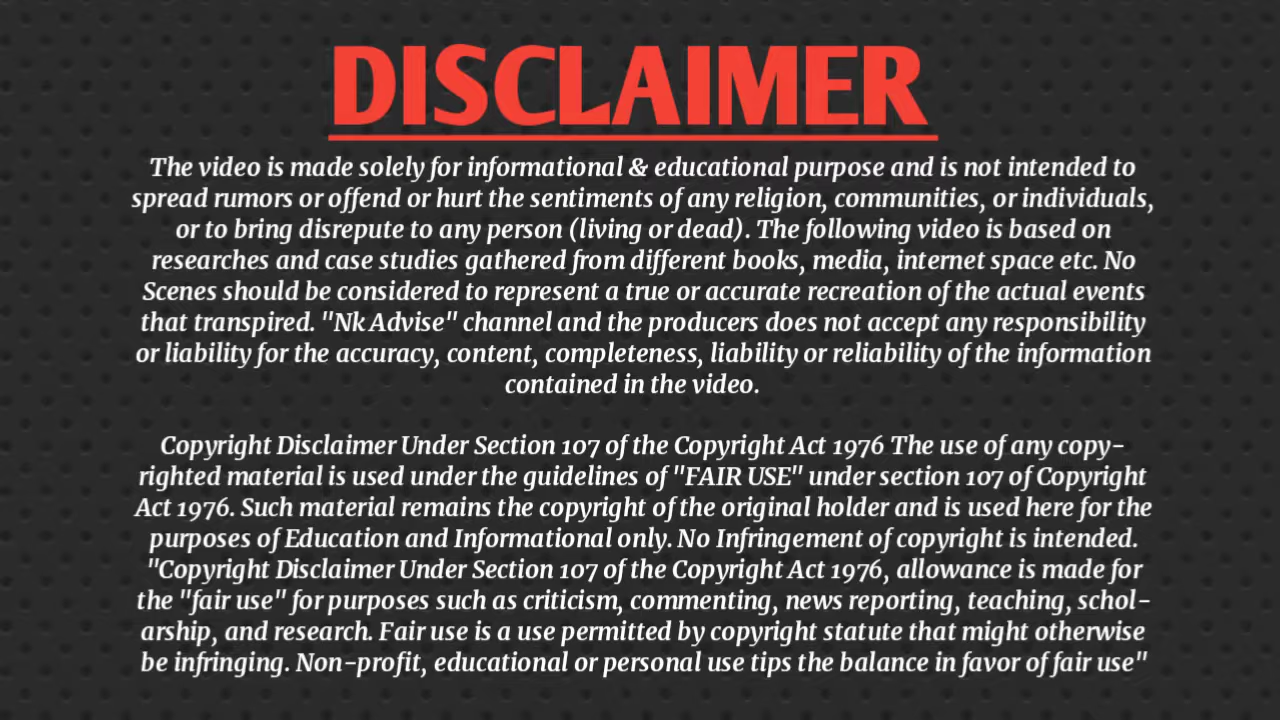 DISCLAIMER
The video is made solely for informational & educational purpose and is not intended to
spread rumors or offend or hurt the sentiments of any religion, communities, or individuals,
or to bring disrepute to any person (living or dead). The following video is based on
researches and case studies gathered from different books, media, internet space etc. No
Scenes should be considered to represent a true or accurate recreation of the actual events
that transpired. "Nk Advise" channel and the producers does not accept any responsibility
or liability for the accuracy, content, completeness, liability or reliability of the information
contained in the video.
Copyright Disclaimer Under Section 107 of the Copyright Act 1976 The use of any copy-
righted material is used under the guidelines of "FAIR USE" under section 107 of Copyright
Act 1976. Such material remains the copyright of the original holder and is used here for the
purposes of Education and Informational only. No Infringement of copyright is intended.
"Copyright Disclaimer Under Section 107 of the Copyright Act 1976, allowance is made for
the "fair use" for purposes such as criticism, commenting, news reporting, teaching, schol-
arship, and research. Fair use is a use permitted by copyright statute that might otherwise
be infringing. Non-profit, educational or personal use tips the balance in favor of fair use"